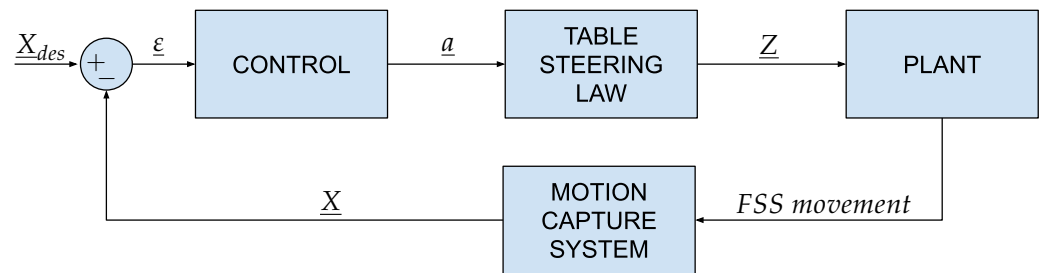 X_des
+
−
ε
CONTROL
a
TABLE
STEERING
LAW
Z
PLANT
X
MOTION
CAPTURE
SYSTEM
FSS movement